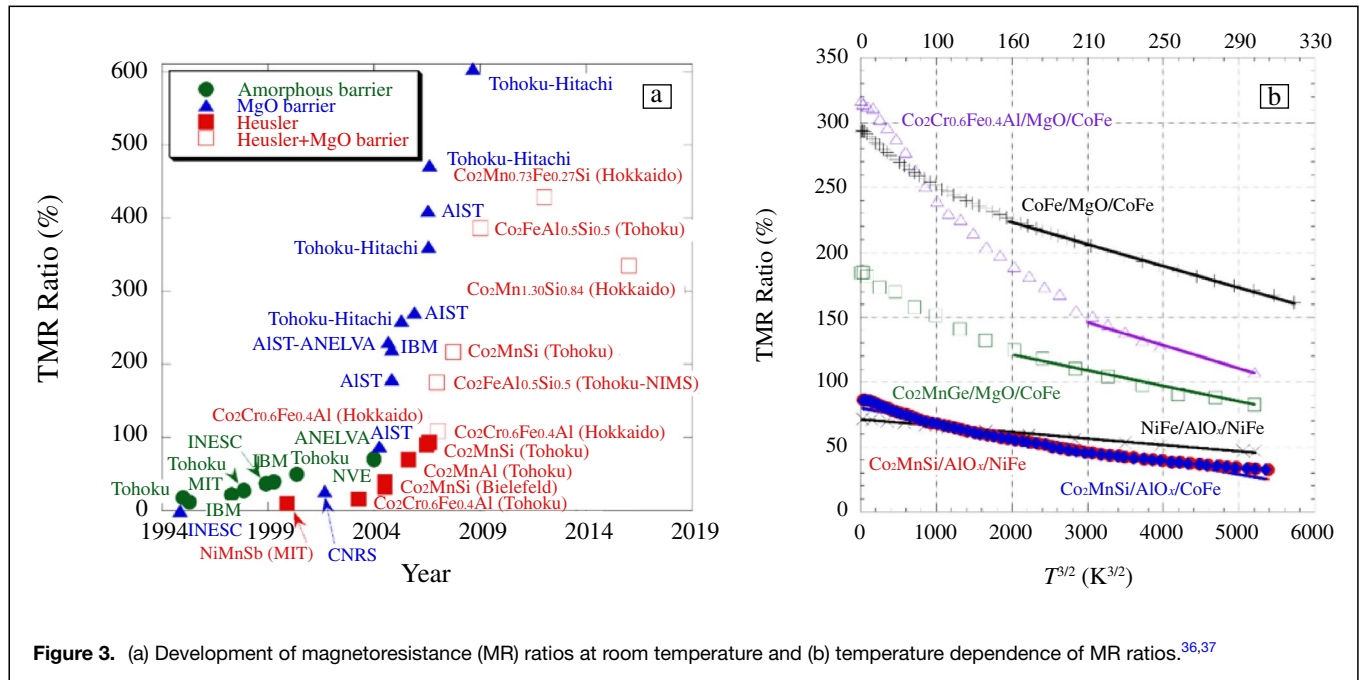 600
500
400
300
200
100
0
TMR Ratio (%)
1994
1999
2004
2009
2014
2019
Year
a
Amorphous barrier
MgO barrier
Heusler
Heusler+MgO barrier
Tohoku-Hitachi
Tohoku-Hitachi
Co2Mn0.73Fe0.27Si (Hokkaido)
AIST
Co2FeAl0.5Si0.5 (Tohoku)
Tohoku-Hitachi
Co2Mn1.30Si0.84 (Hokkaido)
Tohoku-Hitachi
AIST
AIST-ANELVA
IBM
Co2MnSi (Tohoku)
AIST
Co2FeAl0.5Si0.5 (Tohoku-NIMS)
Co2Cr0.6Fe0.4Al (Hokkaido)
INESC
ANELVA
AIST
Co2Cr0.6Fe0.4Al (Hokkaido)
Tohoku
IBM
Tohoku
Co2MnSi (Tohoku)
MIT
NVE
Co2MnAl (Tohoku)
Tohoku
Co2MnSi (Bielefeld)
IBM
Co2Cr0.6Fe0.4Al (Tohoku)
INESC
NiMnSb (MIT)
CNRS
0
100
160
210
250
300
330
350
300
250
200
150
100
50
0
TMR Ratio (%)
b
Co2Cr0.6Fe0.4Al/MgO/CoFe
CoFe/MgO/CoFe
Co2MnGe/MgO/CoFe
NiFe/AlOx/NiFe
Co2MnSi/AlOx/NiFe
Co2MnSi/AlOx/CoFe
0
1000
2000
3000
4000
5000
6000
T3/2 (K3/2)
Figure 3. (a) Development of magnetoresistance (MR) ratios at room temperature and (b) temperature dependence of MR ratios.36,37